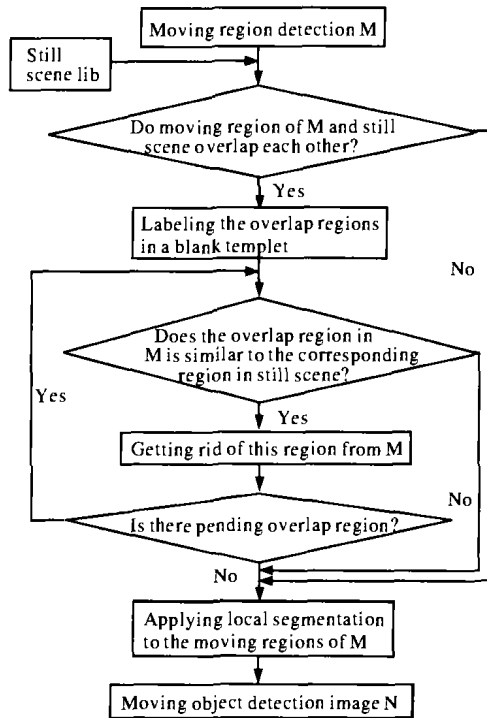 Moving region detection M
Still
scene lib
Do moving region of M and still
scene overlap each other?
Yes
Labeling the overlap regions
in a blank templet
No
Does the overlap region in
M is similar to the corresponding
region in still scene?
Yes
Yes
Getting rid of this region from M
No
Is there pending overlap region?
No
Applying local segmentation
to the moving regions of M
Moving object detection image N